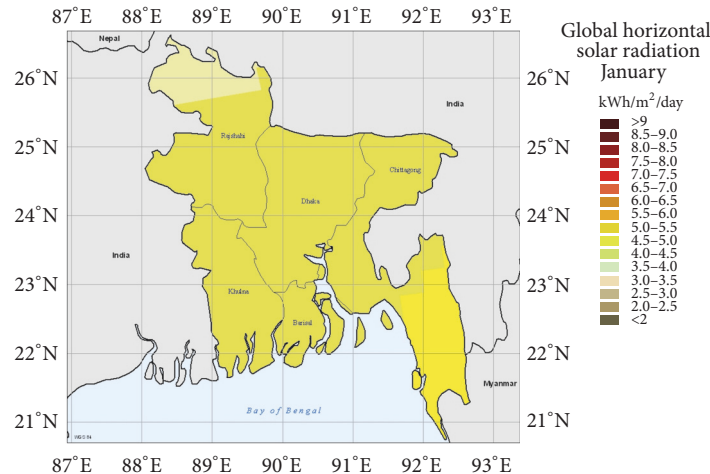 87°E 88°E 89°E 90°E 91°E 92°E 93°E
Global horizontal
solar radiation
January
kWh/m²/day
>9
8.5–9.0
8.0–8.5
7.5–8.0
7.0–7.5
6.5–7.0
6.0–6.5
5.5–6.0
5.0–5.5
4.5–5.0
4.0–4.5
3.5–4.0
3.0–3.5
2.5–3.0
2.0–2.5
<2
26°N
25°N
24°N
23°N
22°N
21°N
26°N
25°N
24°N
23°N
22°N
21°N
Nepal
India
Rajshahi
Chittagong
Dhaka
India
Khulna
Barisal
Myanmar
Bay of Bengal
WGS 84
87°E 88°E 89°E 90°E 91°E 92°E 93°E